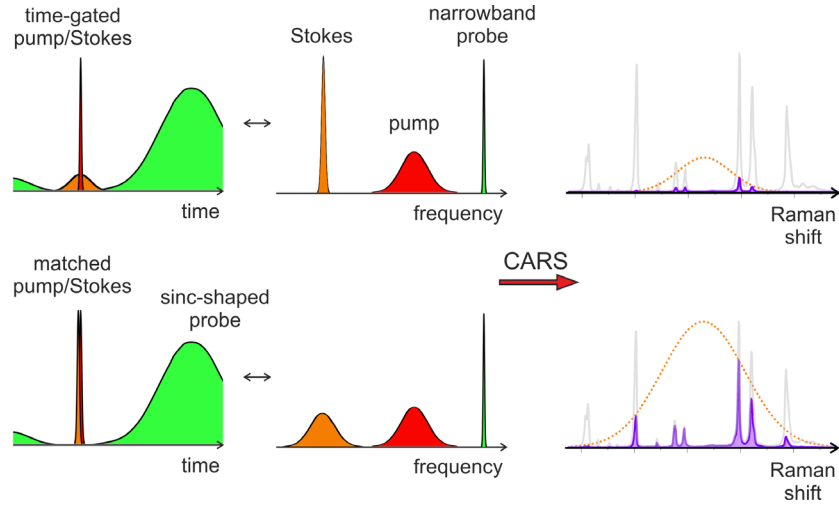 time-gated
pump/Stokes
Stokes
narrowband
probe
pump
time
frequency
Raman
shift
matched
pump/Stokes
sinc-shaped
probe
CARS
time
frequency
Raman
shift